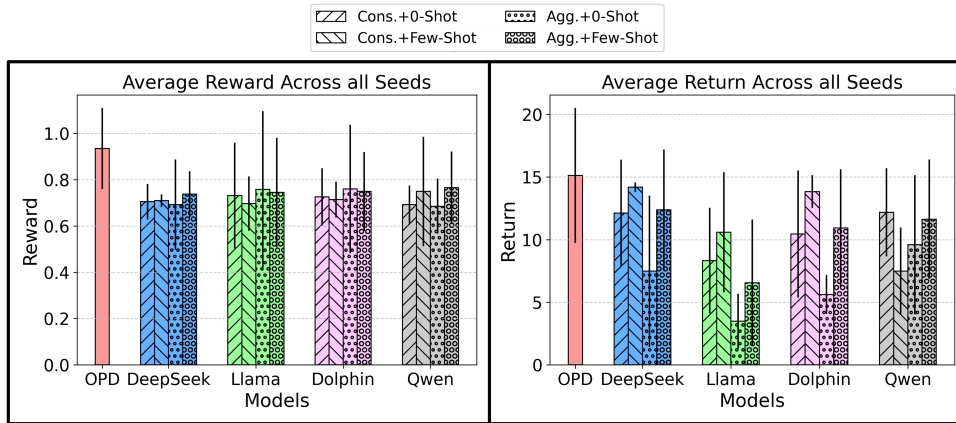 Cons.+0-Shot
Cons.+Few-Shot
Agg.+0-Shot
Agg.+Few-Shot
Average Reward Across all Seeds
Reward
1.0
0.8
0.6
0.4
0.2
0.0
OPD DeepSeek Llama Dolphin Qwen
Models
Average Return Across all Seeds
Return
20
15
10
5
0
OPD DeepSeek Llama Dolphin Qwen
Models